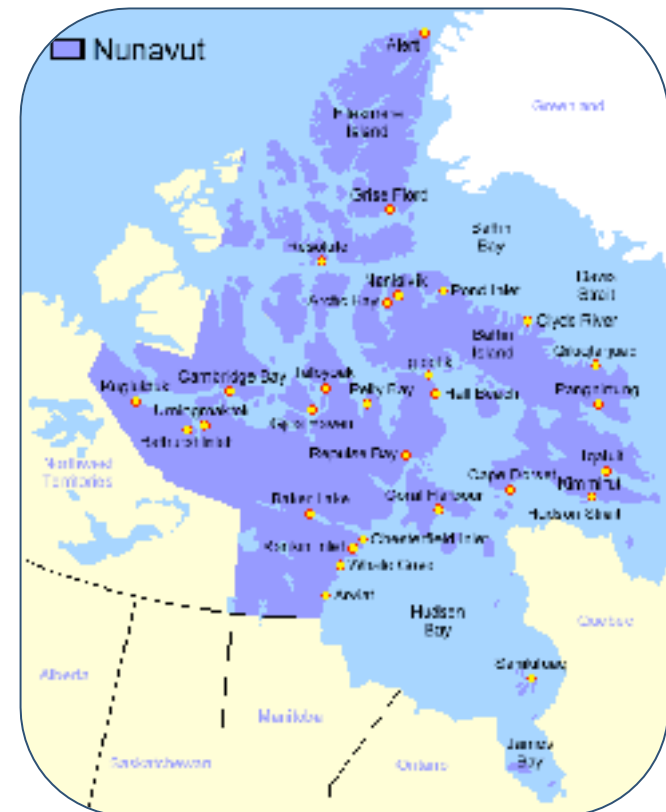 Nunavut
Alert
Greenland
Ellesmere
Island
Grise Fiord
Baffin
Bay
Resolute
Davis
Strait
Nanisivik
Pond Inlet
Arctic Bay
Clyde River
Baffin
Island
Qikiqtarjuaq
Igloolik
Cambridge Bay
Taloyoak
Kugluktuk
Pelly Bay
Hall Beach
Pangnirtung
Umingmaktok
Gjoa Haven
Bathurst Inlet
Repulse Bay
Iqaluit
Northwest
Territories
Cape Dorset
Kimmirut
Baker Lake
Coral Harbour
Hudson Strait
Chesterfield Inlet
Rankin Inlet
Whale Cove
Arviat
Hudson
Bay
Quebec
Sanikiluaq
Alberta
Manitoba
James
Bay
Saskatchewan
Ontario